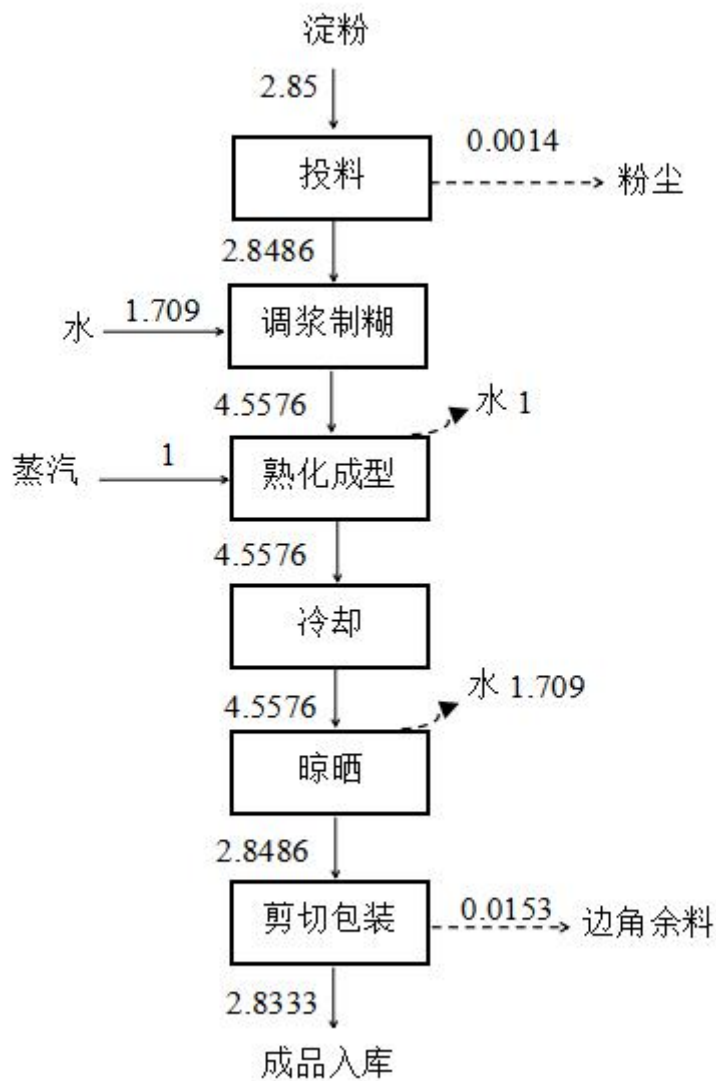 淀粉
2.85
投料
0.0014
粉尘
2.8486
水
1.709
调浆制糊
4.5576
水 1
蒸汽
1
熟化成型
4.5576
冷却
4.5576
水 1.709
晾晒
2.8486
剪切包装
0.0153
边角余料
2.8333
成品入库